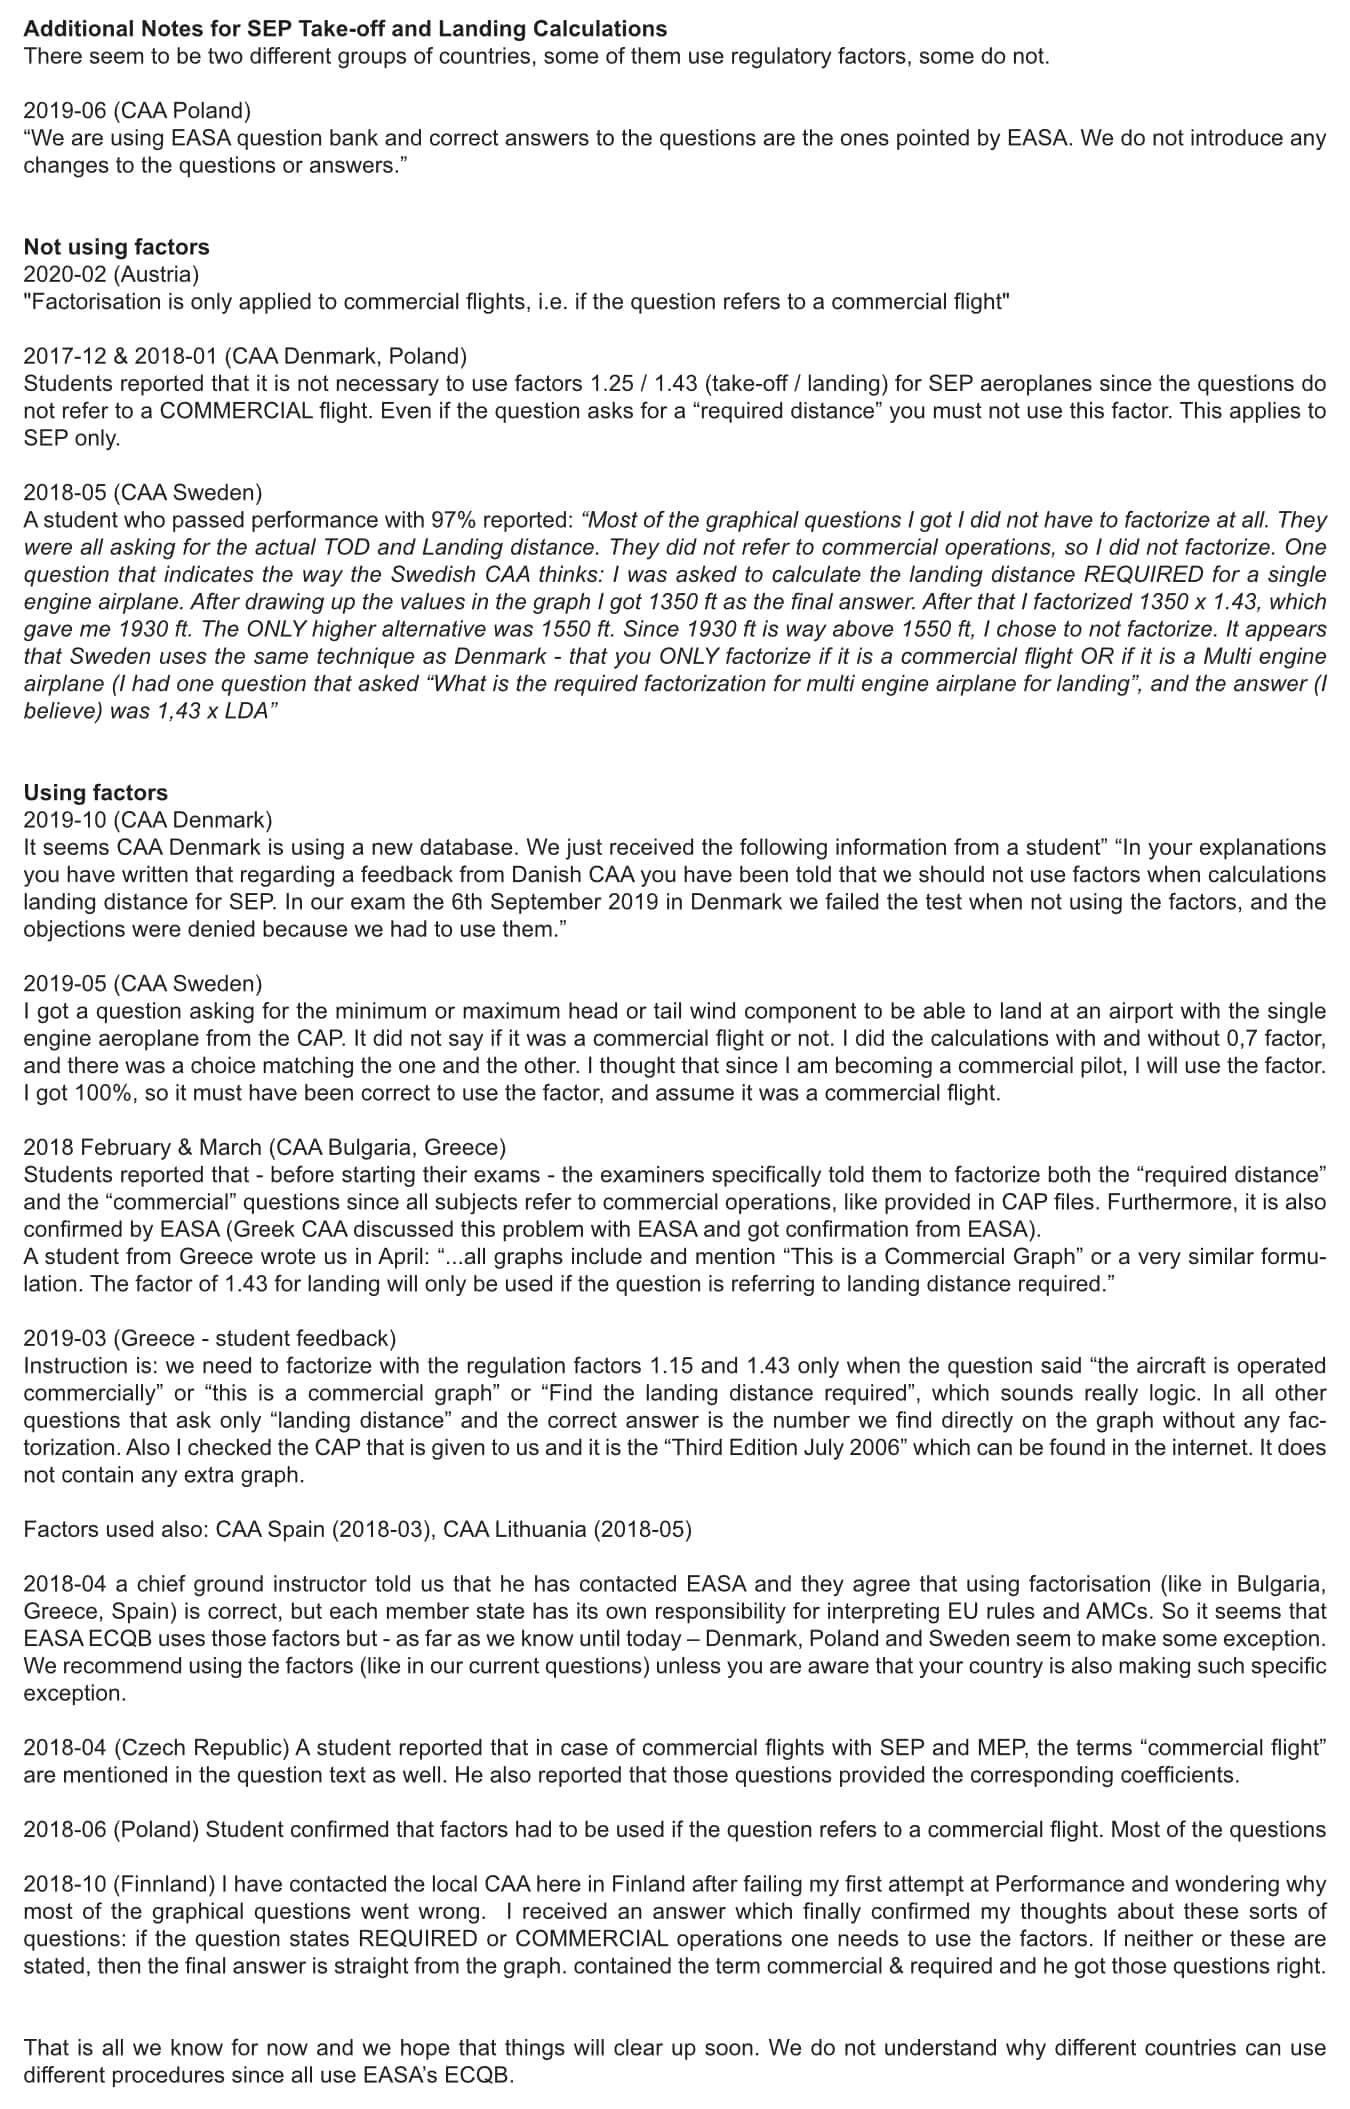 Additional Notes for SEP Take-off and Landing Calculations
There seem to be two different groups of countries, some of them use regulatory factors, some do not.
2019-06 (CAA Poland)
“We are using EASA question bank and correct answers to the questions are the ones pointed by EASA. We do not introduce any
changes to the questions or answers.”
Not using factors
2020-02 (Austria)
"Factorisation is only applied to commercial flights, i.e. if the question refers to a commercial flight"
2017-12 & 2018-01 (CAA Denmark, Poland)
Students reported that it is not necessary to use factors 1.25 / 1.43 (take-off / landing) for SEP aeroplanes since the questions do
not refer to a COMMERCIAL flight. Even if the question asks for a “required distance” you must not use this factor. This applies to
SEP only.
2018-05 (CAA Sweden)
A student who passed performance with 97% reported: “Most of the graphical questions I got I did not have to factorize at all. They
were all asking for the actual TOD and Landing distance. They did not refer to commercial operations, so I did not factorize. One
question that indicates the way the Swedish CAA thinks: I was asked to calculate the landing distance REQUIRED for a single
engine airplane. After drawing up the values in the graph I got 1350 ft as the final answer. After that I factorized 1350 x 1.43, which
gave me 1930 ft. The ONLY higher alternative was 1550 ft. Since 1930 ft is way above 1550 ft, I chose to not factorize. It appears
that Sweden uses the same technique as Denmark - that you ONLY factorize if it is a commercial flight OR if it is a Multi engine
airplane (I had one question that asked “What is the required factorization for multi engine airplane for landing”, and the answer (I
believe) was 1,43 x LDA”
Using factors
2019-10 (CAA Denmark)
It seems CAA Denmark is using a new database. We just received the following information from a student” “In your explanations
you have written that regarding a feedback from Danish CAA you have been told that we should not use factors when calculations
landing distance for SEP. In our exam the 6th September 2019 in Denmark we failed the test when not using the factors, and the
objections were denied because we had to use them.”
2019-05 (CAA Sweden)
I got a question asking for the minimum or maximum head or tail wind component to be able to land at an airport with the single
engine aeroplane from the CAP. It did not say if it was a commercial flight or not. I did the calculations with and without 0,7 factor,
and there was a choice matching the one and the other. I thought that since I am becoming a commercial pilot, I will use the factor.
I got 100%, so it must have been correct to use the factor, and assume it was a commercial flight.
2018 February & March (CAA Bulgaria, Greece)
Students reported that - before starting their exams - the examiners specifically told them to factorize both the “required distance”
and the “commercial” questions since all subjects refer to commercial operations, like provided in CAP files. Furthermore, it is also
confirmed by EASA (Greek CAA discussed this problem with EASA and got confirmation from EASA).
A student from Greece wrote us in April: “...all graphs include and mention “This is a Commercial Graph” or a very similar formu-
lation. The factor of 1.43 for landing will only be used if the question is referring to landing distance required.”
2019-03 (Greece - student feedback)
Instruction is: we need to factorize with the regulation factors 1.15 and 1.43 only when the question said “the aircraft is operated
commercially” or “this is a commercial graph” or “Find the landing distance required”, which sounds really logic. In all other
questions that ask only “landing distance” and the correct answer is the number we find directly on the graph without any fac-
torization. Also I checked the CAP that is given to us and it is the “Third Edition July 2006” which can be found in the internet. It does
not contain any extra graph.
Factors used also: CAA Spain (2018-03), CAA Lithuania (2018-05)
2018-04 a chief ground instructor told us that he has contacted EASA and they agree that using factorisation (like in Bulgaria,
Greece, Spain) is correct, but each member state has its own responsibility for interpreting EU rules and AMCs. So it seems that
EASA ECQB uses those factors but - as far as we know until today – Denmark, Poland and Sweden seem to make some exception.
We recommend using the factors (like in our current questions) unless you are aware that your country is also making such specific
exception.
2018-04 (Czech Republic) A student reported that in case of commercial flights with SEP and MEP, the terms “commercial flight”
are mentioned in the question text as well. He also reported that those questions provided the corresponding coefficients.
2018-06 (Poland) Student confirmed that factors had to be used if the question refers to a commercial flight. Most of the questions
2018-10 (Finnland) I have contacted the local CAA here in Finland after failing my first attempt at Performance and wondering why
most of the graphical questions went wrong.  I received an answer which finally confirmed my thoughts about these sorts of
questions: if the question states REQUIRED or COMMERCIAL operations one needs to use the factors. If neither or these are
stated, then the final answer is straight from the graph. contained the term commercial & required and he got those questions right.
That is all we know for now and we hope that things will clear up soon. We do not understand why different countries can use
different procedures since all use EASA’s ECQB.